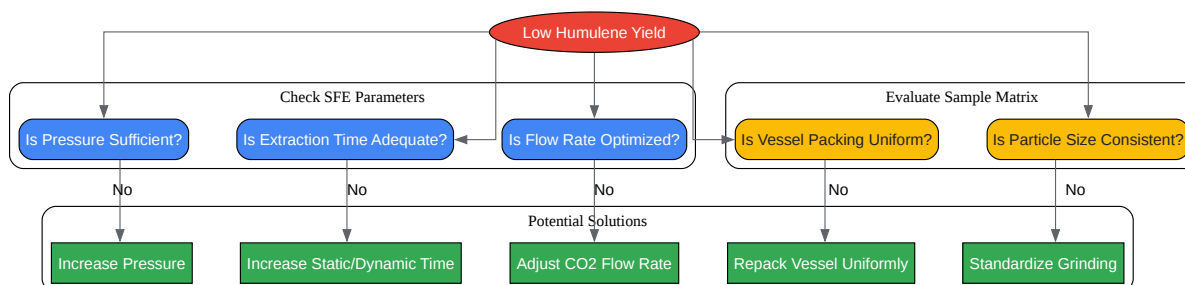 Low Humulene Yield
Check SFE Parameters
Evaluate Sample Matrix
Is Pressure Sufficient?
Is Extraction Time Adequate?
Is Flow Rate Optimized?
Is Vessel Packing Uniform?
Is Particle Size Consistent?
No
No
No
No
No
Potential Solutions
Increase Pressure
Increase Static/Dynamic Time
Adjust CO2 Flow Rate
Repack Vessel Uniformly
Standardize Grinding